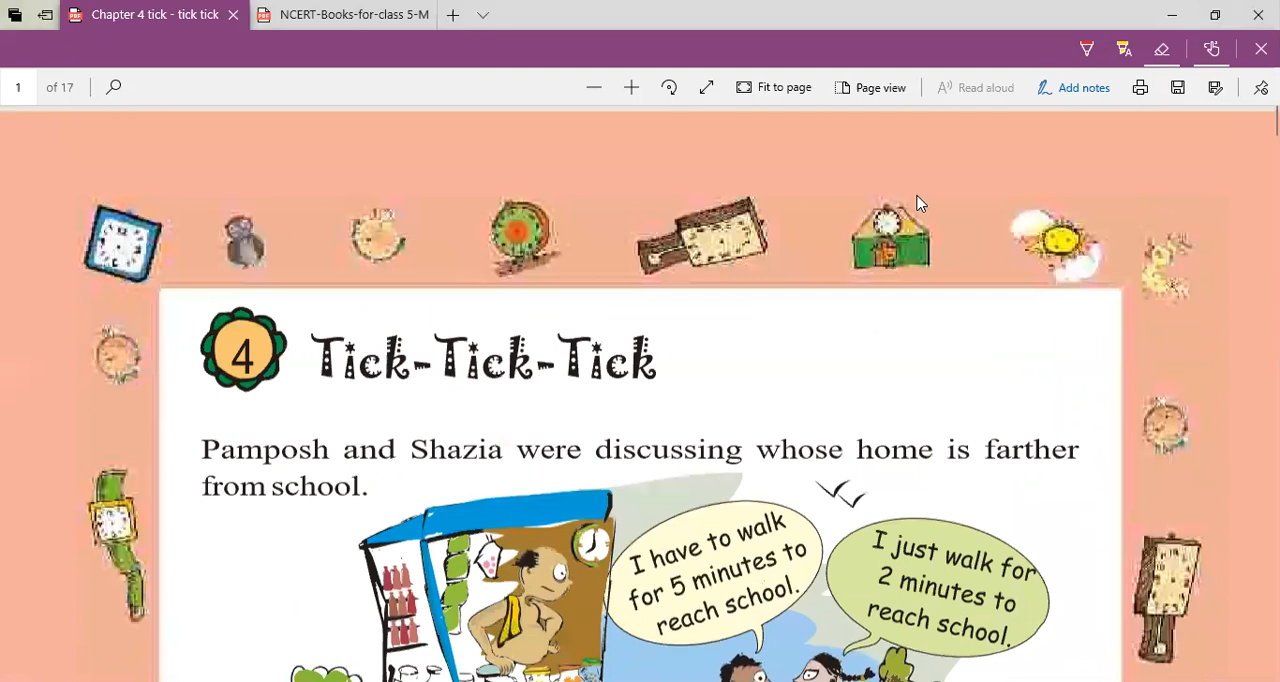 Chapter 4 tick - tick tick
NCERT-Books-for-class 5-M
1 of 17
Fit to page
Page view
Read aloud
Add notes
4 Tick-Tick-Tick
Pamposh and Shazia were discussing whose home is farther
from school.
I have to walk
for 5 minutes to
reach school.
I just walk for
2 minutes to
reach school.